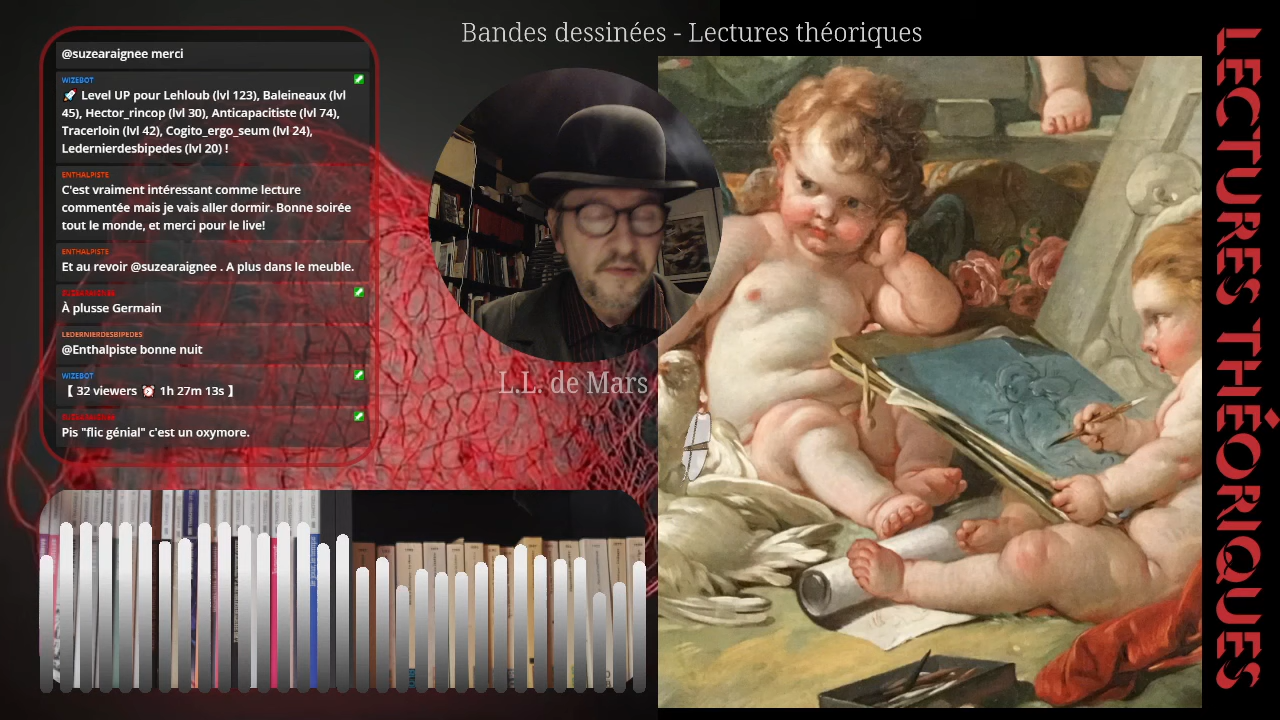 Bandes dessinées - Lectures théoriques
@suzearaignee merci
WIZEBOT
🚀 Level UP pour Lehloub (lvl 123), Baleineaux (lvl
45), Hector_rincop (lvl 30), Anticapacitiste (lvl 74),
Tracerloin (lvl 42), Cogito_ergo_seum (lvl 24),
Ledernierdesbipedes (lvl 20) !
ENTHALPISTE
C'est vraiment intéressant comme lecture
commentée mais je vais aller dormir. Bonne soirée
tout le monde, et merci pour le live!
ENTHALPISTE
Et au revoir @suzearaignee . A plus dans le meuble.
SUZEARAIGNEE
À plusse Germain
LEDERNIERDESBIPEDES
@Enthalpiste bonne nuit
WIZEBOT
【 32 viewers ⏰ 1h 27m 13s 】
SUZEARAIGNEE
Pis "flic génial" c'est un oxymore.
L.L. de Mars
LECTURES THÉORIQUES